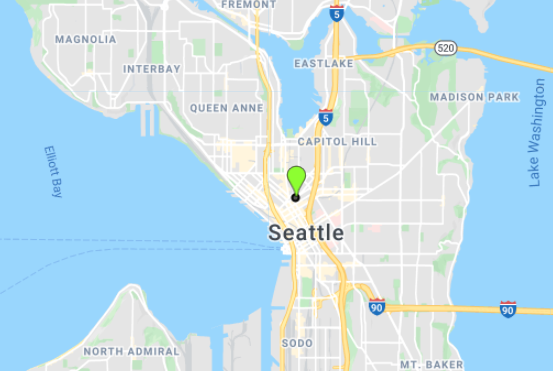 FREMONT
5
MAGNOLIA
520
INTERBAY
EASTLAKE
QUEEN ANNE
MADISON PARK
5
CAPITOL HILL
Lake Washington
Elliott Bay
Seattle
90
90
SODO
NORTH ADMIRAL
MT. BAKER